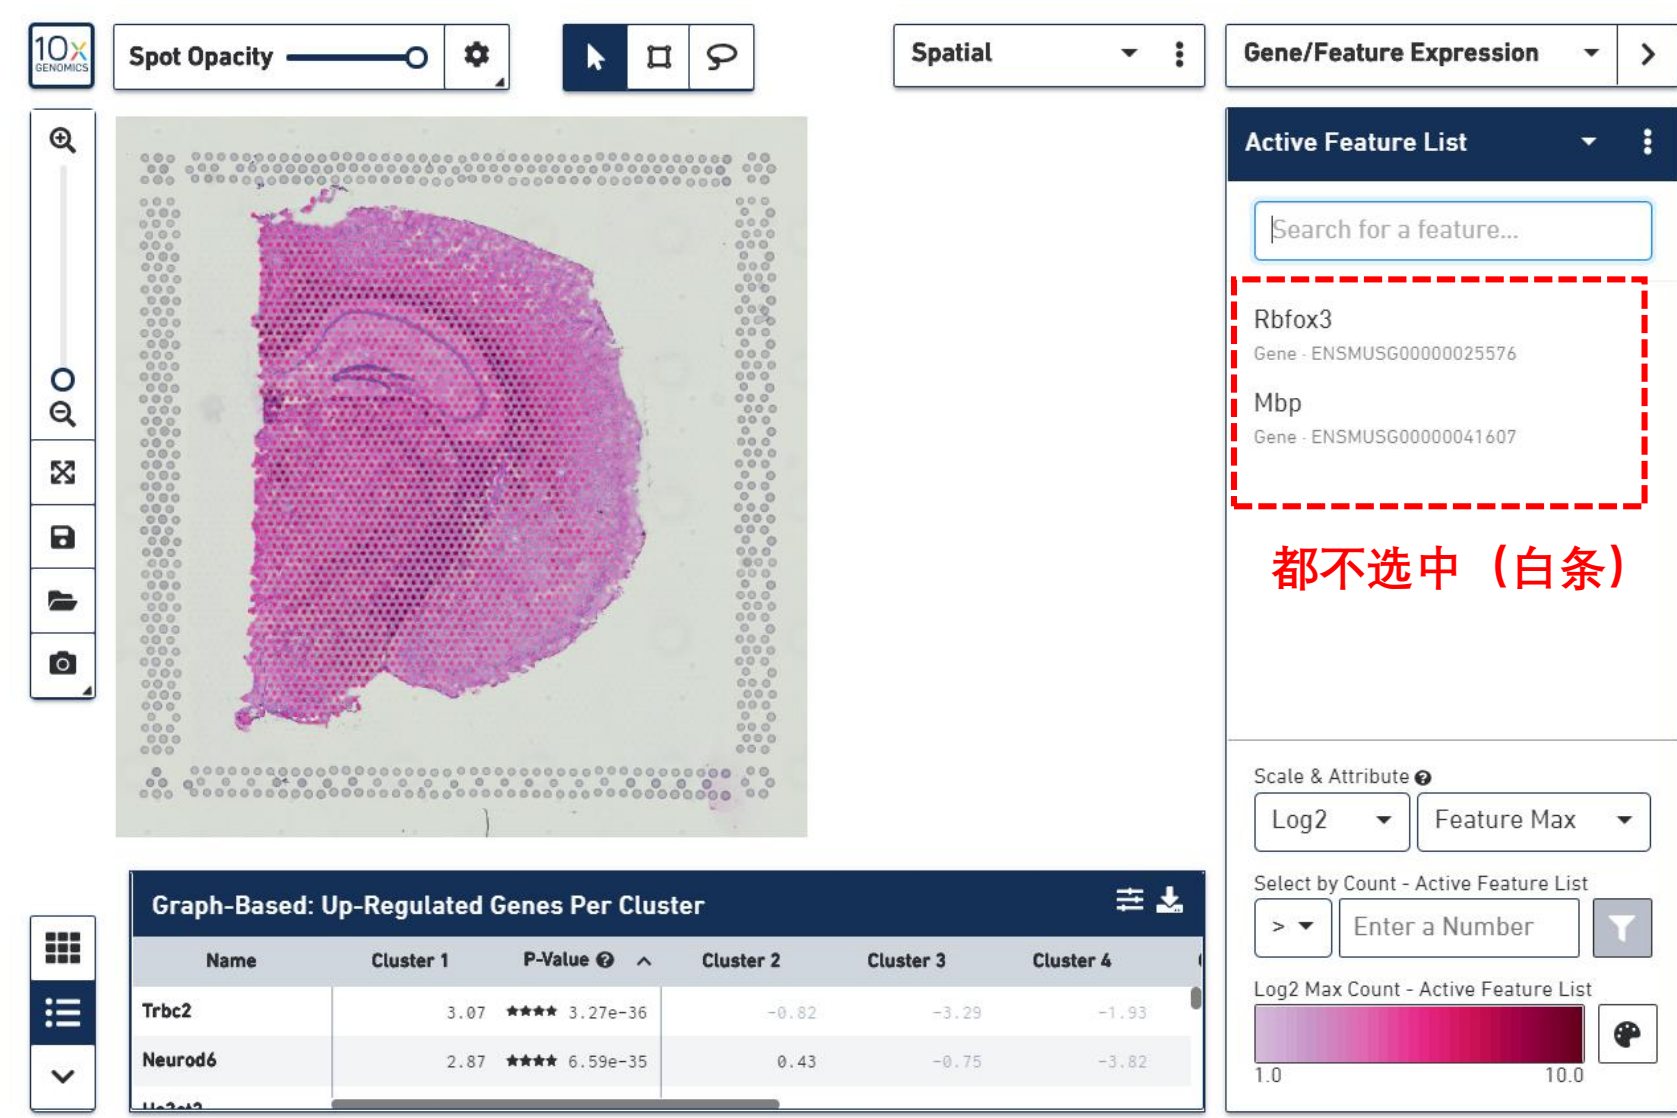 10x
GENOMICS
Spot Opacity
Spatial
Gene/Feature Expression
Active Feature List
Search for a feature...
Rbfox3
Gene · ENSMUSG00000025576
Mbp
Gene · ENSMUSG00000041607
都不选中（白条）
Scale & Attribute
Log2
Feature Max
Select by Count - Active Feature List
>
Enter a Number
Log2 Max Count - Active Feature List
1.0 10.0
Graph-Based: Up-Regulated Genes Per Cluster
Name Cluster 1 P-Value Cluster 2 Cluster 3 Cluster 4
Trbc2 3.07 ★★★★ 3.27e-36 -0.82 -3.29 -1.93
Neurod6 2.87 ★★★★ 6.59e-35 0.43 -0.75 -3.82